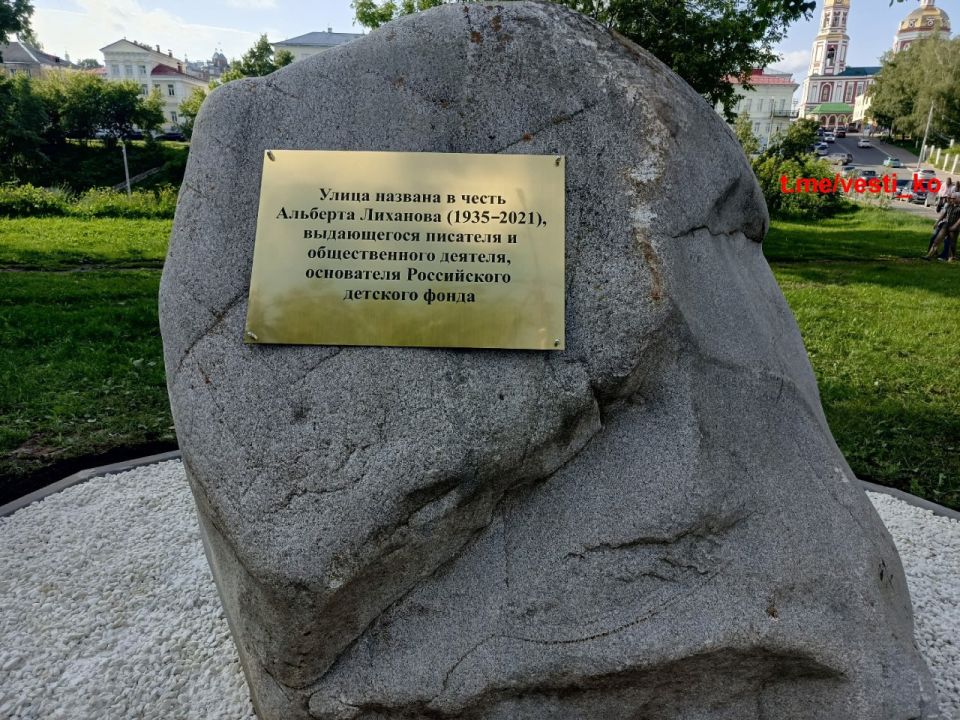 Улица названа в честь
Альберта Лиханова (1935–2021),
выдающегося писателя и
общественного деятеля,
основателя Российского
детского фонда
t.me/vesti_ko